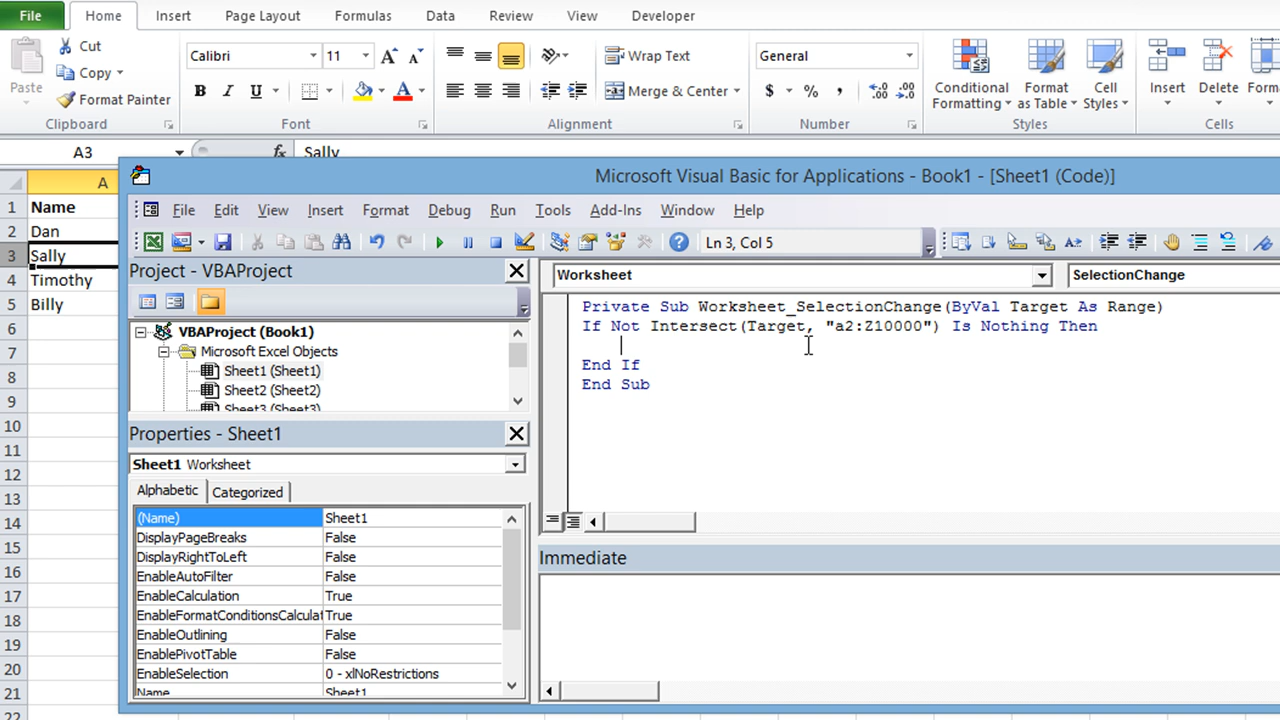 File Home Insert Page Layout Formulas Data Review View Developer
Paste Cut Copy Format Painter
Calibri 11 A A
B I U A
Wrap Text
Merge & Center
General
$ % , .00 .0
Conditional Formatting Format as Table Cell Styles
Insert Delete
Clipboard Font Alignment Number Styles Cells
A3 fx Sally
A
1 Name
2 Dan
3 Sally
4 Timothy
5 Billy
6
7
8
9
10
11
12
13
14
15
16
17
18
19
20
21
Microsoft Visual Basic for Applications - Book1 - [Sheet1 (Code)]
File Edit View Insert Format Debug Run Tools Add-Ins Window Help
Ln 3, Col 5
Project - VBAProject
VBAProject (Book1)
Microsoft Excel Objects
Sheet1 (Sheet1)
Sheet2 (Sheet2)
Sheet3 (Sheet3)
Properties - Sheet1
Sheet1 Worksheet
Alphabetic Categorized
(Name) Sheet1
DisplayPageBreaks False
DisplayRightToLeft False
EnableAutoFilter False
EnableCalculation True
EnableFormatConditionsCalculat True
EnableOutlining False
EnablePivotTable False
EnableSelection 0 - xlNoRestrictions
Name Sheet1
Worksheet SelectionChange
Private Sub Worksheet_SelectionChange(ByVal Target As Range)
If Not Intersect(Target, "a2:Z10000") Is Nothing Then
End If
End Sub
Immediate